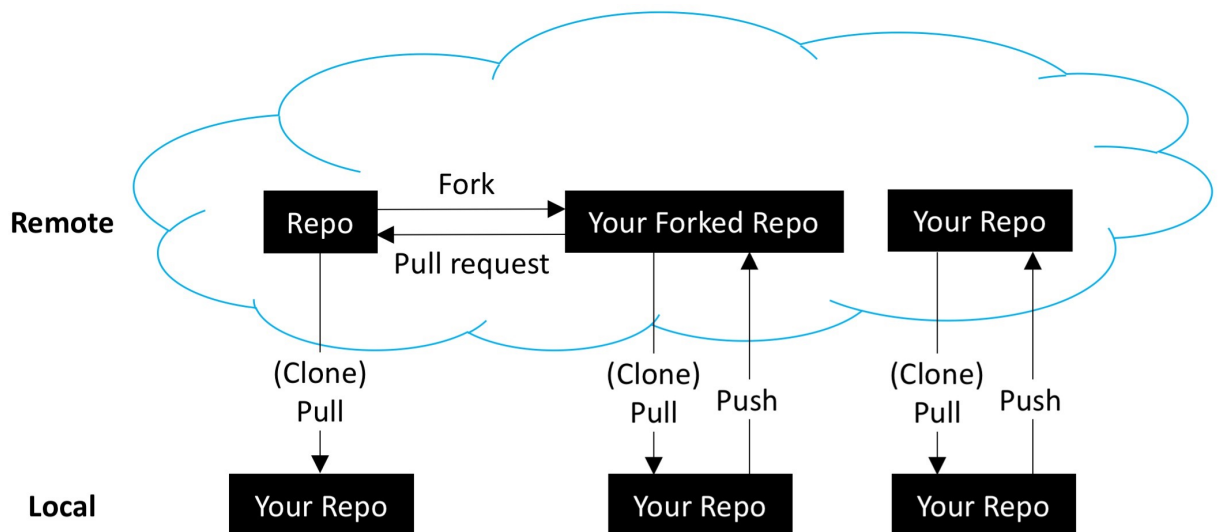 Fork
Remote
Repo
Your Forked Repo
Your Repo
Pull request
(Clone)
Pull
(Clone)
Pull
Push
(Clone)
Pull
Push
Local
Your Repo
Your Repo
Your Repo